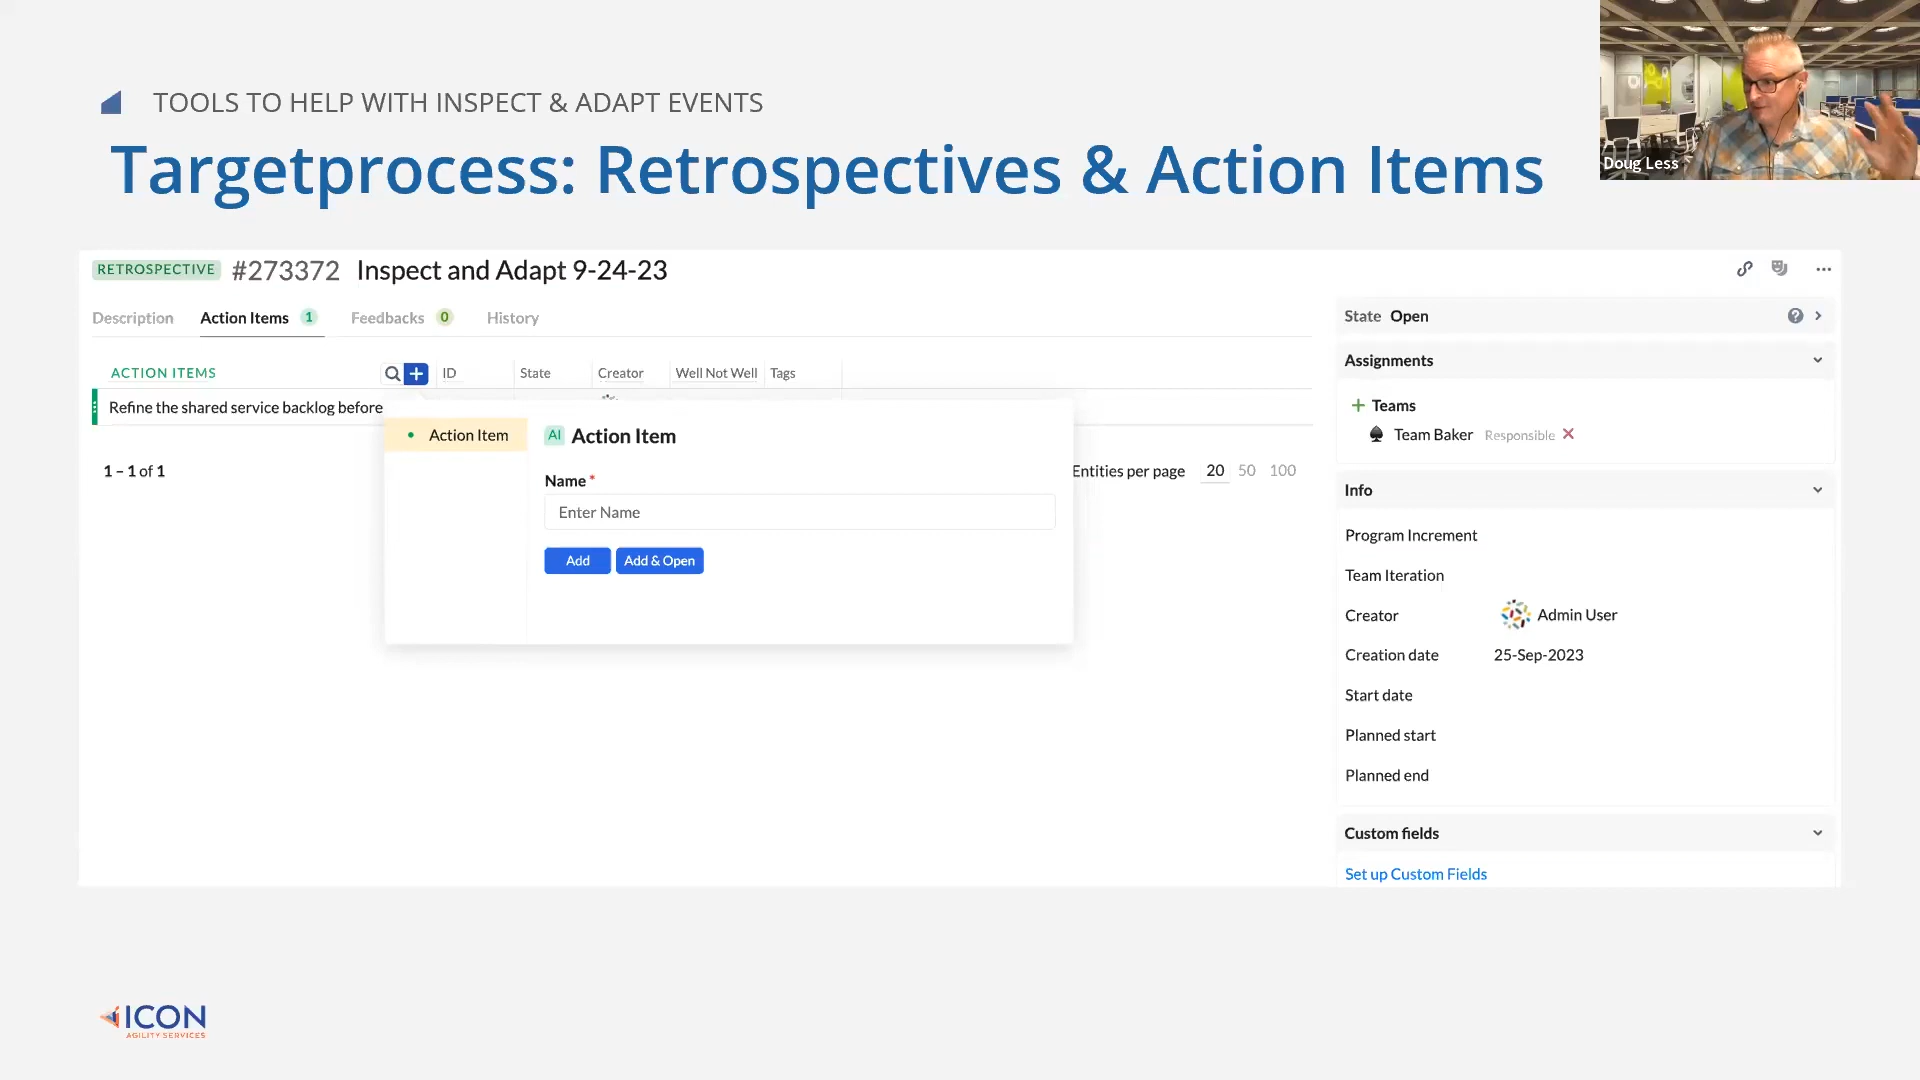 TOOLS TO HELP WITH INSPECT & ADAPT EVENTS
Targetprocess: Retrospectives & Action Items
Doug Less
RETROSPECTIVE #273372 Inspect and Adapt 9-24-23
Description Action Items 1 Feedbacks 0 History
ACTION ITEMS ID State Creator Well Not Well Tags
Refine the shared service backlog before
1 – 1 of 1
Entities per page 20 50 100
Action Item
AI Action Item
Name *
Enter Name
Add Add & Open
State Open
Assignments
+ Teams
Team Baker Responsible
Info
Program Increment
Team Iteration
Creator Admin User
Creation date 25-Sep-2023
Start date
Planned start
Planned end
Custom fields
Set up Custom Fields
ICON
AGILITY SERVICES